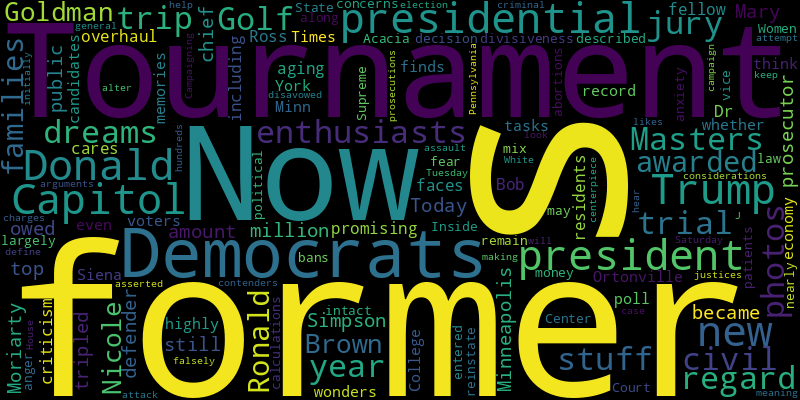 Goldman
trip
Golf
presidential
jury
fellow
Mary
help
State
concerns
selection
criminal
general
along
Ross
Times
Acacia
decision
divisiveness
described
Women
attempt
overhaul
chief
Tournament
families
initially
public
candidates
Campaigning
memories
including
aging
York
finds
Supreme
prosecutions
Pennsylvania
abortions
record
anxiety
campaign
vice
think
keep
Dr
prosecutor
dreams
alter
disavowed
Minn
enthusiasts
tasks
look
likes
whether
Masters
law
cares
hundreds
Now
S
assault
mix
White
residents
centerpiece
awarded
considerations
Donald
political
fear
Tuesday
faces
Bob
Trump
economy
Capitol
arguments
Today
may
hear
trial
J
photos
charges
owed
voters
amount
million
promising
Inside
remain
will
president
Saturday
patients
nearly
largely
define
even
Democrats
bans
making
money
Ortonville
justices
top
Siena
asserted
contenders
poll
case
former
Moriarty
criticism
anger
House
tripled
Nicole
defender
highly
still
falsely
attack
Ronald
calculations
intact
Simpson
Brown
year
wonders
College
entered
reinstate
Minneapolis
Center
Court
stuff
became
new
civil
regard
meaning